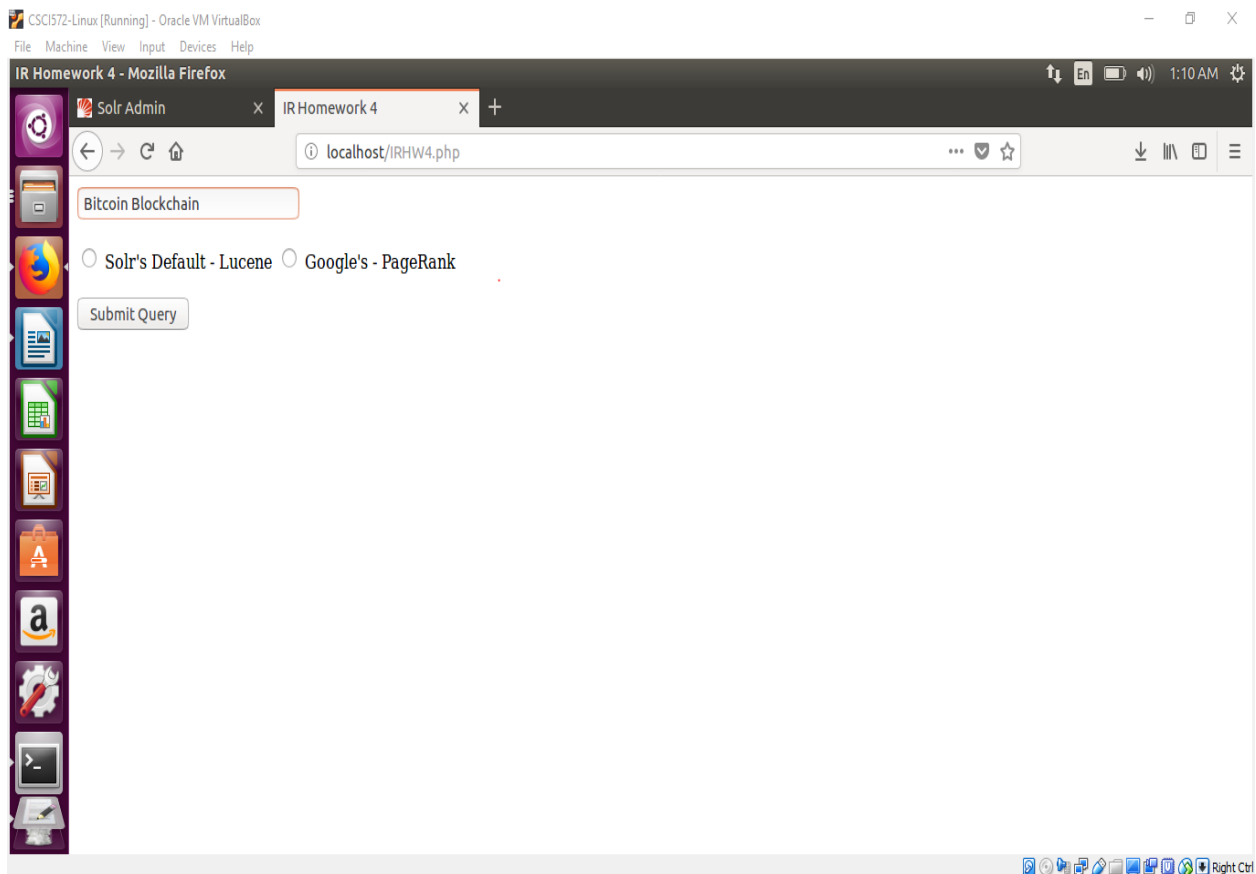 CSCI572-Linux [Running] - Oracle VM VirtualBox
File Machine View Input Devices Help
IR Homework 4 - Mozilla Firefox
En 1:10 AM
Solr Admin
IR Homework 4
localhost/IRHW4.php
Bitcoin Blockchain
Solr's Default - Lucene Google's - PageRank
Submit Query
a
Right Ctrl